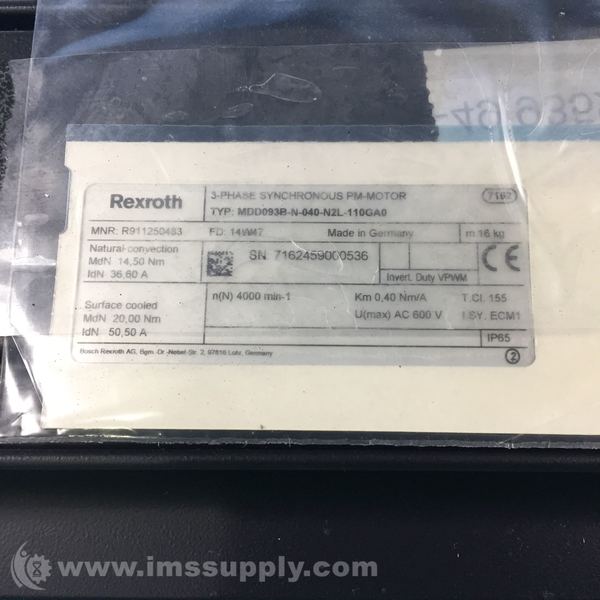 Rexroth
3-PHASE SYNCHRONOUS PM-MOTOR
7162
TYP: MDD093B-N-040-N2L-110GA0
MNR: R911250483
FD: 14W47
Made in Germany
m 16 kg
Natural convection
MdN 14,50 Nm
IdN 36,60 A
SN 7162459000536
Invert. Duty VPWM
CE
Surface cooled
MdN 20,00 Nm
IdN 50,50 A
n(N) 4000 min-1
Km 0,40 Nm/A
T.Cl. 155
U(max) AC 600 V
I.SY. ECM1
IP65
Bosch Rexroth AG, Bgm.-Dr.-Nebel-Str. 2, 97816 Lohr, Germany
2
www.imssupply.com